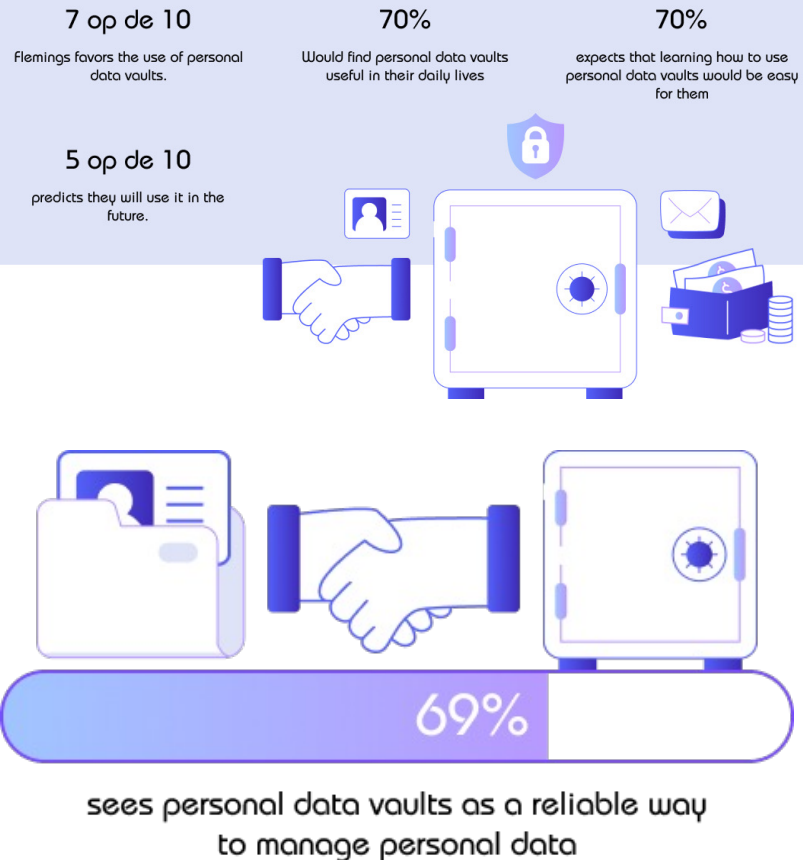 7 op de 10
Flemings favors the use of personal
data vaults.
70%
Would find personal data vaults
useful in their daily lives
70%
expects that learning how to use
personal data vaults would be easy
for them
5 op de 10
predicts they will use it in the
future.
69%
sees personal data vaults as a reliable way
to manage personal data